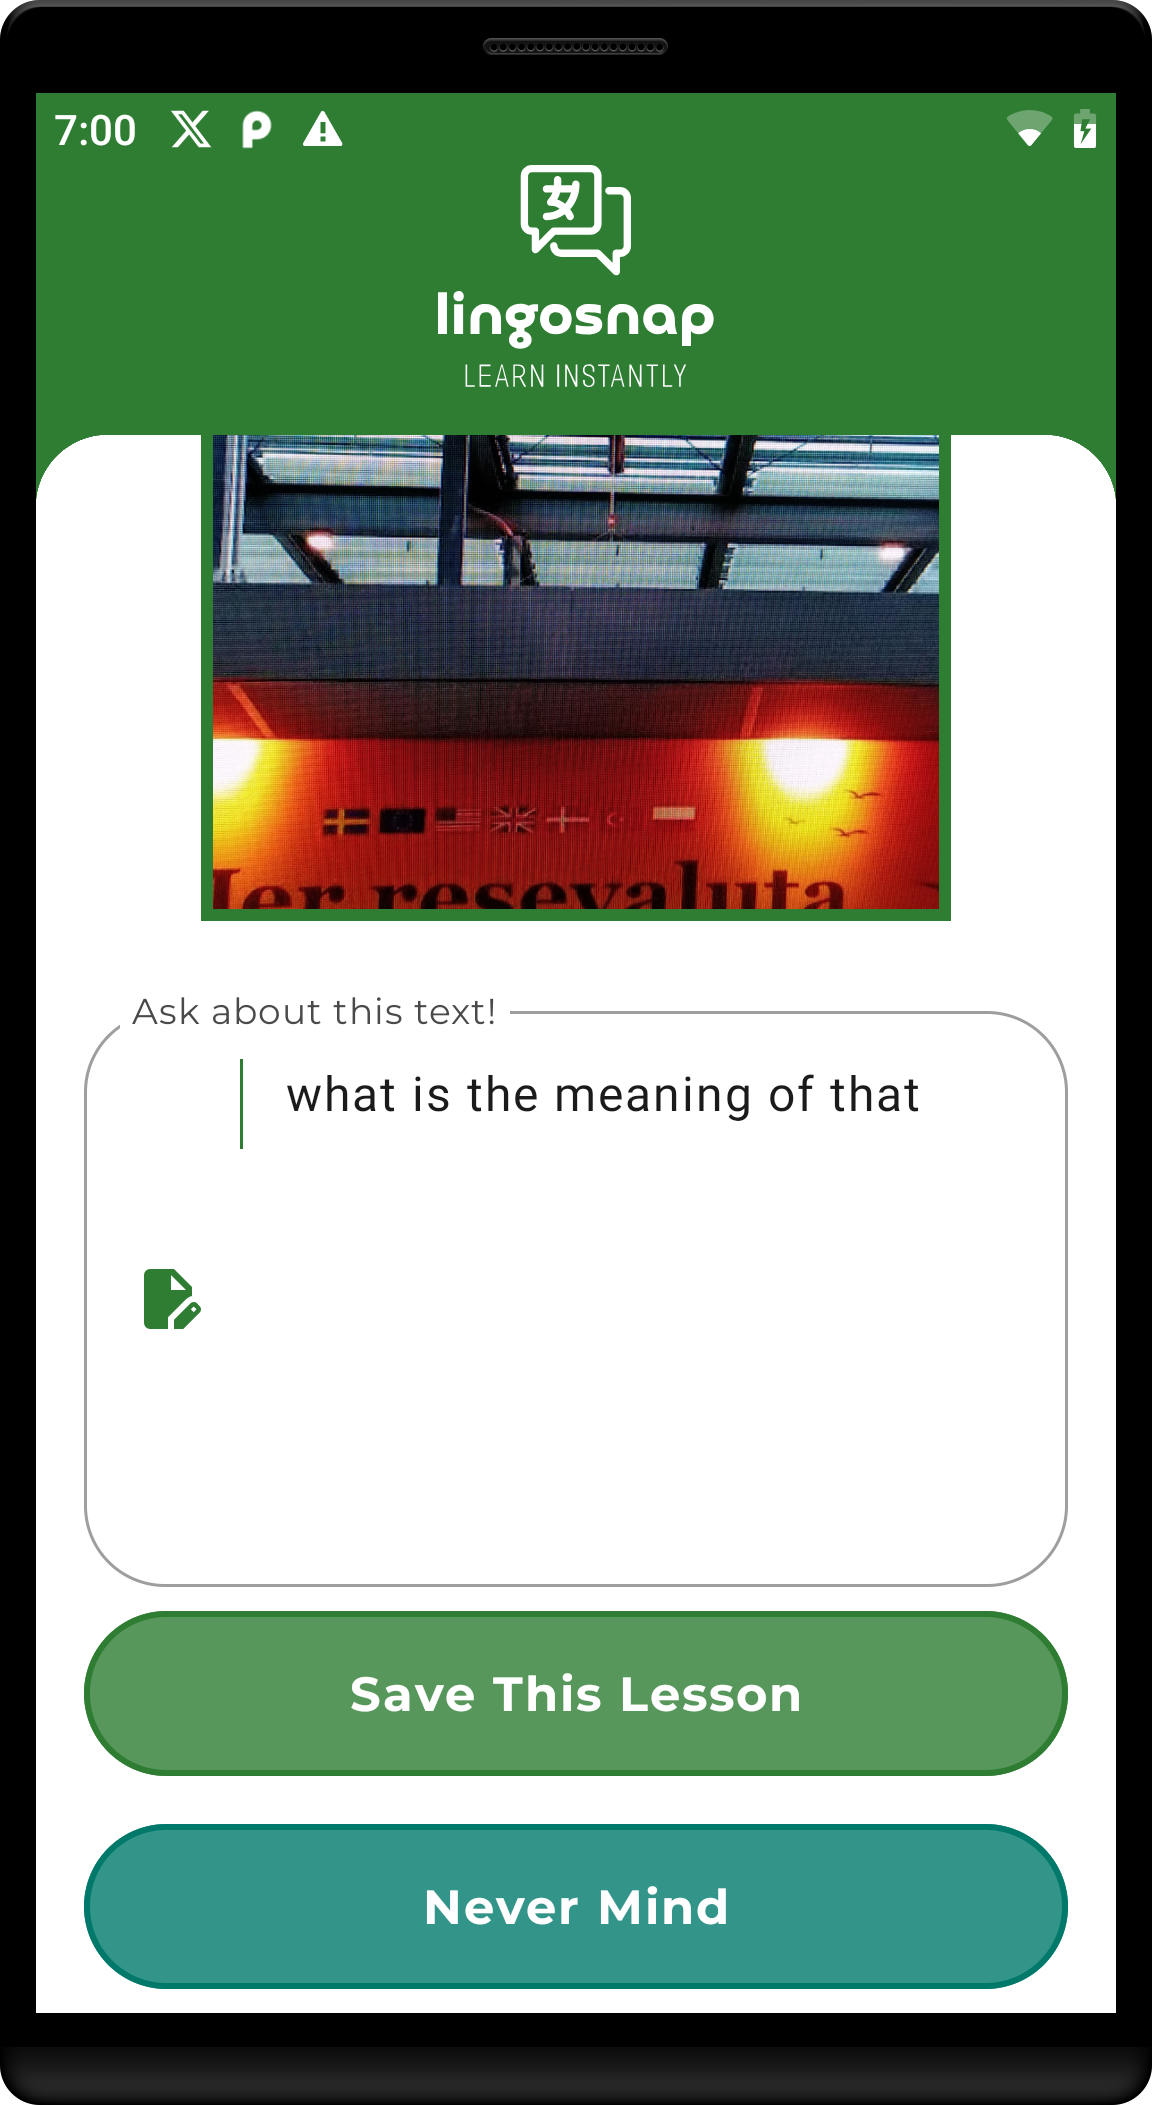 7:00
lingosnap
LEARN INSTANTLY
resevaluta
Ask about this text!
what is the meaning of that
Save This Lesson
Never Mind